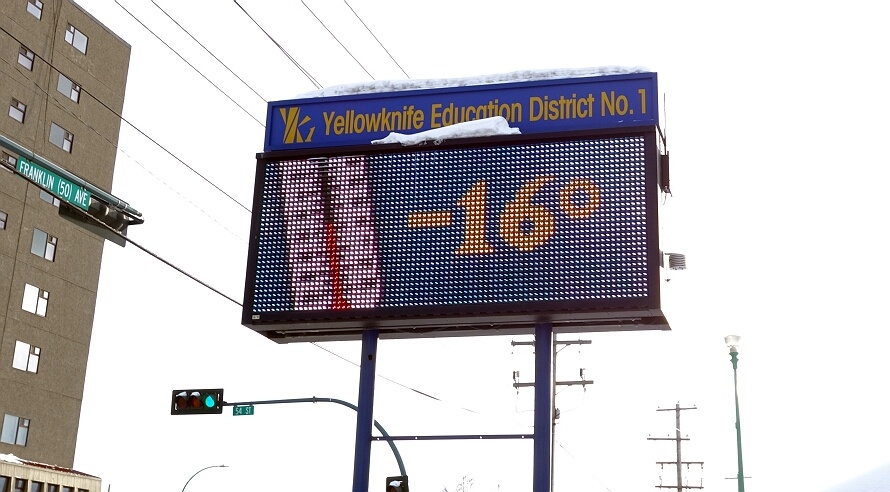 Yellowknife Education District No. 1
-16°
FRANKLIN (50) AVE
54 ST